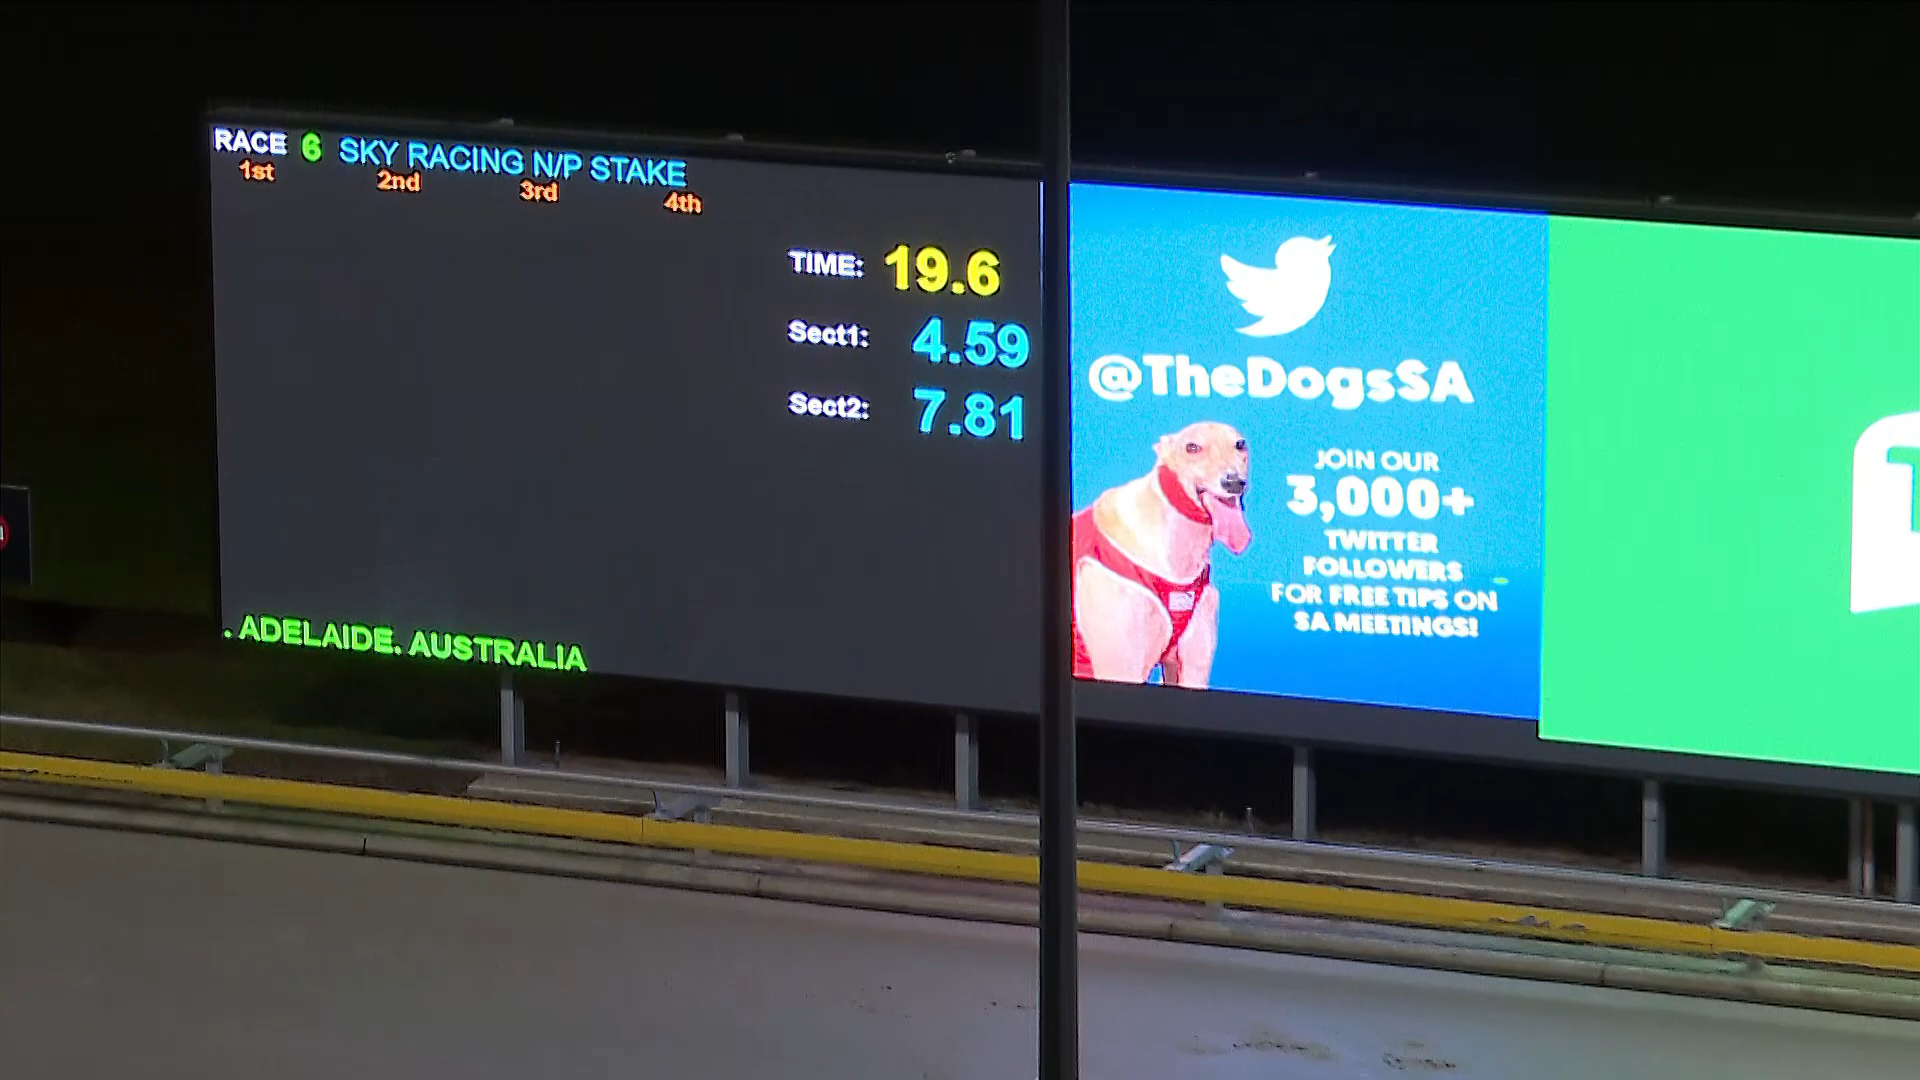 RACE 6 SKY RACING N/P STAKE
1st 2nd 3rd 4th
TIME: 19.6
Sect1: 4.59
Sect2: 7.81
. ADELAIDE. AUSTRALIA
@TheDogsSA
JOIN OUR
3,000+
TWITTER
FOLLOWERS
FOR FREE TIPS ON
SA MEETINGS!